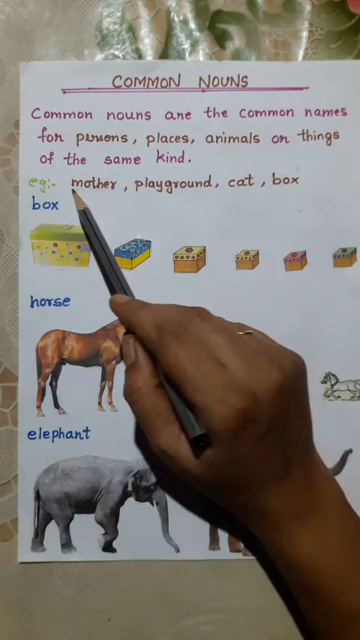 COMMON NOUNS
Common nouns are the common names
for persons, places, animals or things
of the same kind.
eg:- mother, playground, cat, box
box
horse
elephant